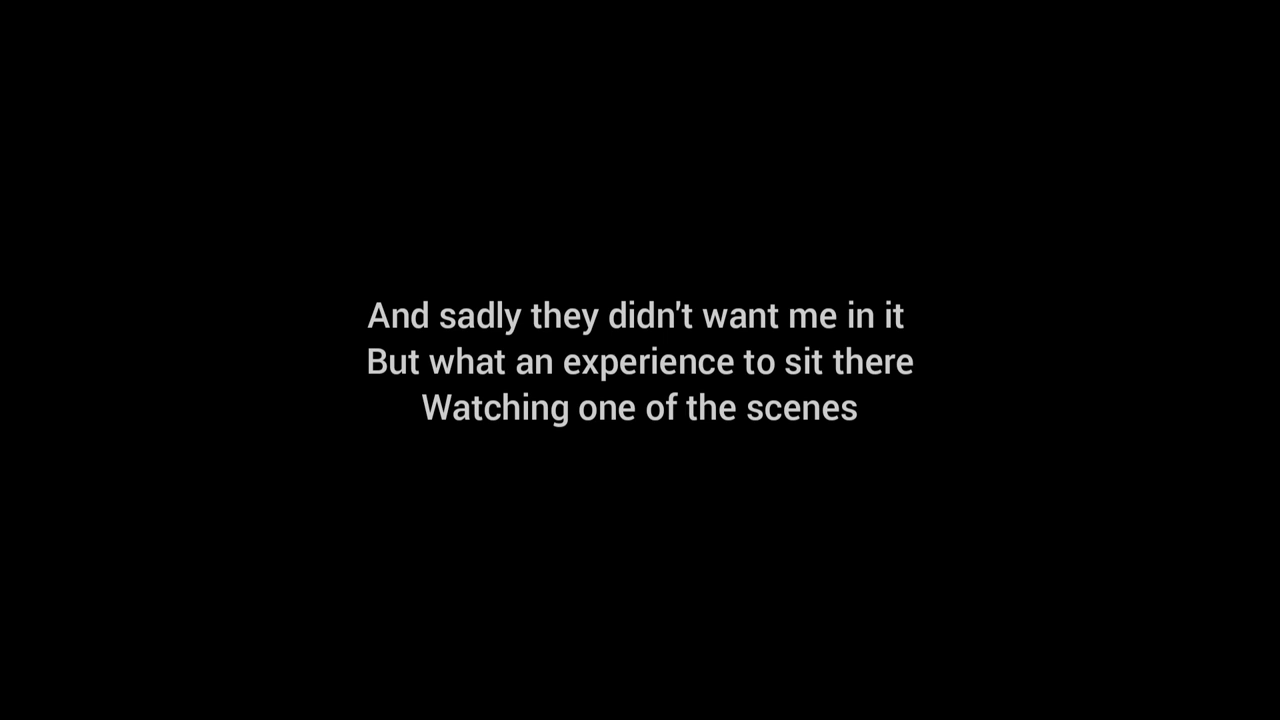 And sadly they didn't want me in it
But what an experience to sit there
Watching one of the scenes